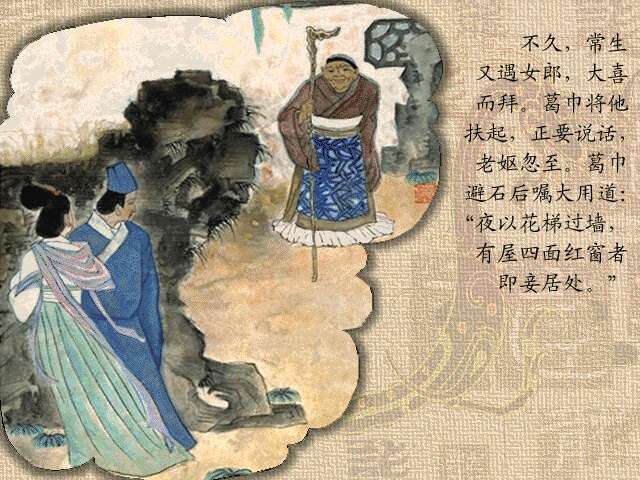 不久，常生
又遇女郎，大喜
而拜。葛巾将他
扶起，正要说话，
老妪忽至。葛巾
避石后嘱大用道：
“夜以花梯过墙，
有屋四面红窗者
即妾居处。”